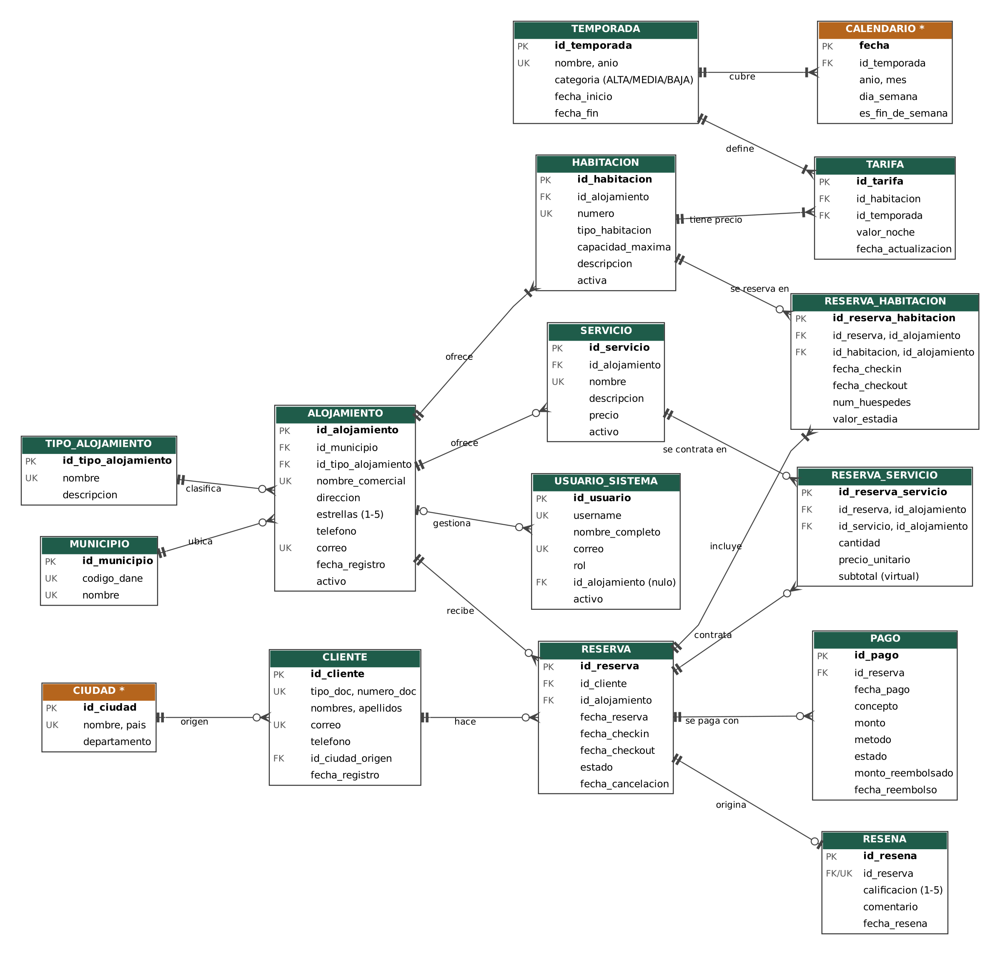 TEMPORADA
PK id_temporada
UK nombre, anio
categoria (ALTA/MEDIA/BAJA)
fecha_inicio
fecha_fin
cubre
define
CALENDARIO *
PK fecha
FK id_temporada
anio, mes
dia_semana
es_fin_de_semana
HABITACION
PK id_habitacion
FK id_alojamiento
UK numero
tipo_habitacion
capacidad_maxima
descripcion
activa
tiene precio
se reserva en
TARIFA
PK id_tarifa
FK id_habitacion
FK id_temporada
valor_noche
fecha_actualizacion
RESERVA_HABITACION
PK id_reserva_habitacion
FK id_reserva, id_alojamiento
FK id_habitacion, id_alojamiento
fecha_checkin
fecha_checkout
num_huespedes
valor_estadia
ofrece
SERVICIO
PK id_servicio
FK id_alojamiento
UK nombre
descripcion
precio
activo
ofrece
se contrata en
TIPO_ALOJAMIENTO
PK id_tipo_alojamiento
UK nombre
descripcion
clasifica
MUNICIPIO
PK id_municipio
UK codigo_dane
UK nombre
ubica
ALOJAMIENTO
PK id_alojamiento
FK id_municipio
FK id_tipo_alojamiento
UK nombre_comercial
direccion
estrellas (1-5)
telefono
UK correo
fecha_registro
activo
gestiona
recibe
USUARIO_SISTEMA
PK id_usuario
UK username
nombre_completo
UK correo
rol
FK id_alojamiento (nulo)
activo
incluye
contrata
RESERVA_SERVICIO
PK id_reserva_servicio
FK id_reserva, id_alojamiento
FK id_servicio, id_alojamiento
cantidad
precio_unitario
subtotal (virtual)
CIUDAD *
PK id_ciudad
UK nombre, pais
departamento
origen
CLIENTE
PK id_cliente
UK tipo_doc, numero_doc
nombres, apellidos
UK correo
telefono
FK id_ciudad_origen
fecha_registro
hace
RESERVA
PK id_reserva
FK id_cliente
FK id_alojamiento
fecha_reserva
fecha_checkin
fecha_checkout
estado
fecha_cancelacion
se paga con
origina
PAGO
PK id_pago
FK id_reserva
fecha_pago
concepto
monto
metodo
estado
monto_reembolsado
fecha_reembolso
RESENA
PK id_resena
FK/UK id_reserva
calificacion (1-5)
comentario
fecha_resena